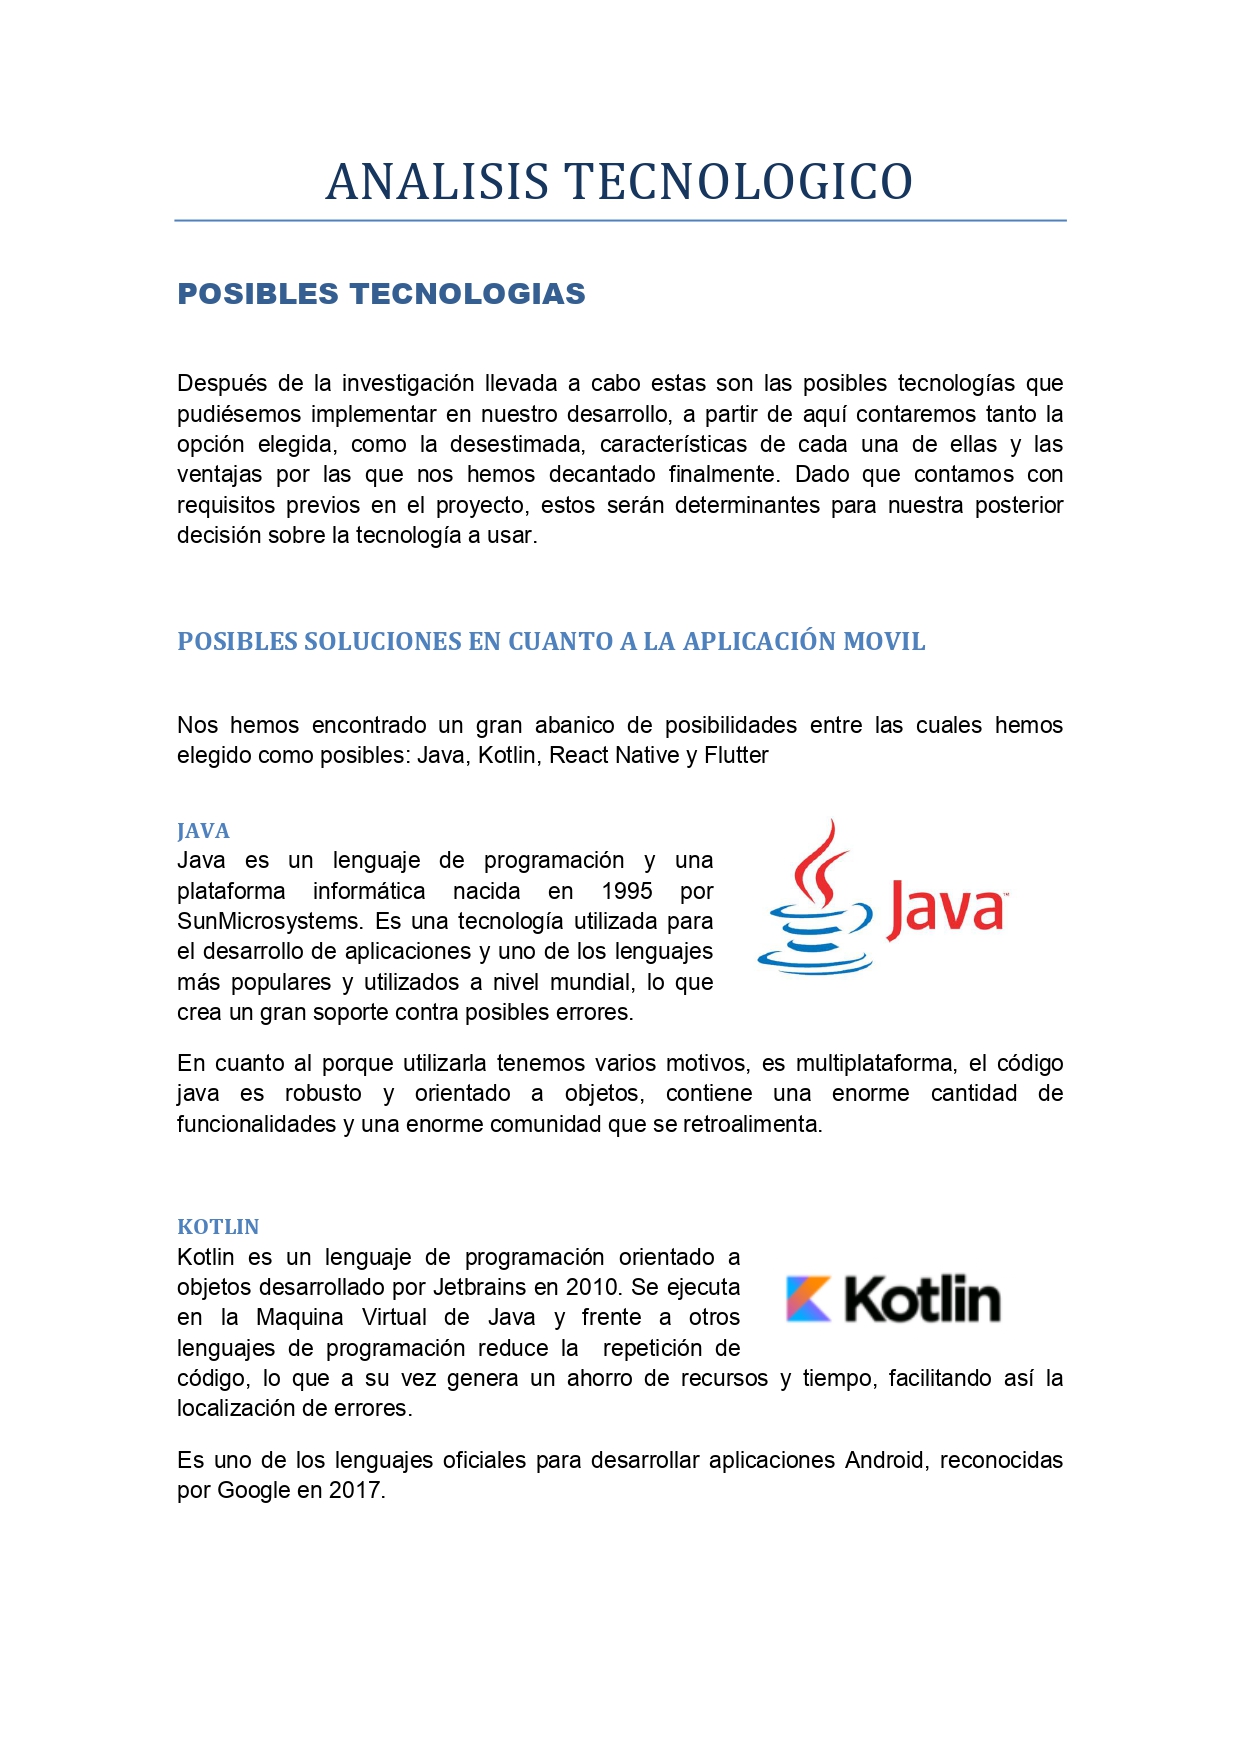 ANALISIS TECNOLOGICO
POSIBLES TECNOLOGIAS
Después de la investigación llevada a cabo estas son las posibles tecnologías que
pudiésemos implementar en nuestro desarrollo, a partir de aquí contaremos tanto la
opción elegida, como la desestimada, características de cada una de ellas y las
ventajas por las que nos hemos decantado finalmente. Dado que contamos con
requisitos previos en el proyecto, estos serán determinantes para nuestra posterior
decisión sobre la tecnología a usar.
POSIBLES SOLUCIONES EN CUANTO A LA APLICACIÓN MOVIL
Nos hemos encontrado un gran abanico de posibilidades entre las cuales hemos
elegido como posibles: Java, Kotlin, React Native y Flutter
JAVA
Java es un lenguaje de programación y una
plataforma informática nacida en 1995 por
SunMicrosystems. Es una tecnología utilizada para
el desarrollo de aplicaciones y uno de los lenguajes
más populares y utilizados a nivel mundial, lo que
crea un gran soporte contra posibles errores.
Java™
En cuanto al porque utilizarla tenemos varios motivos, es multiplataforma, el código
java es robusto y orientado a objetos, contiene una enorme cantidad de
funcionalidades y una enorme comunidad que se retroalimenta.
KOTLIN
Kotlin es un lenguaje de programación orientado a
objetos desarrollado por Jetbrains en 2010. Se ejecuta
en la Maquina Virtual de Java y frente a otros
lenguajes de programación reduce la repetición de
código, lo que a su vez genera un ahorro de recursos y tiempo, facilitando así la
localización de errores.
Kotlin
Es uno de los lenguajes oficiales para desarrollar aplicaciones Android, reconocidas
por Google en 2017.